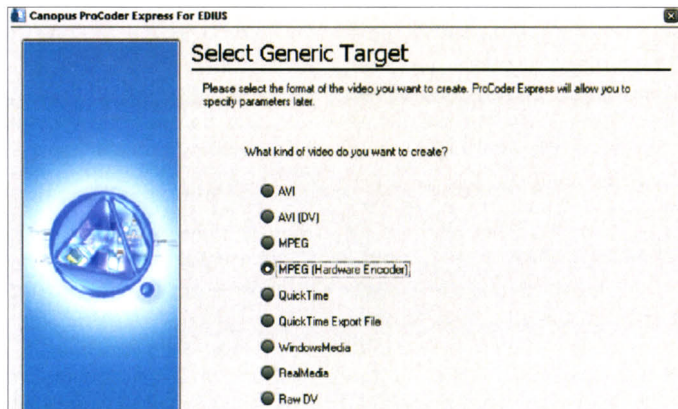 Canopus ProCoder Express For EDIUS
Select Generic Target
Please select the format of the video you want to create. ProCoder Express will allow you to
specify parameters later.
What kind of video do you want to create?
AVI
AVI (DV)
MPEG
MPEG (Hardware Encoder)
QuickTime
QuickTime Export File
WindowsMedia
RealMedia
Raw DV